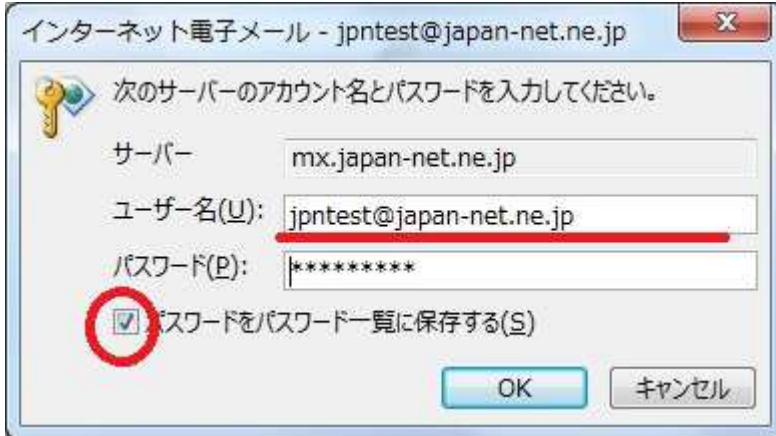 インターネット電子メール - jpntest@japan-net.ne.jp
次のサーバーのアカウント名とパスワードを入力してください。
サーバー mx.japan-net.ne.jp
ユーザー名(U): jpntest@japan-net.ne.jp
パスワード(P): *********
パスワードをパスワード一覧に保存する(S)
OK キャンセル